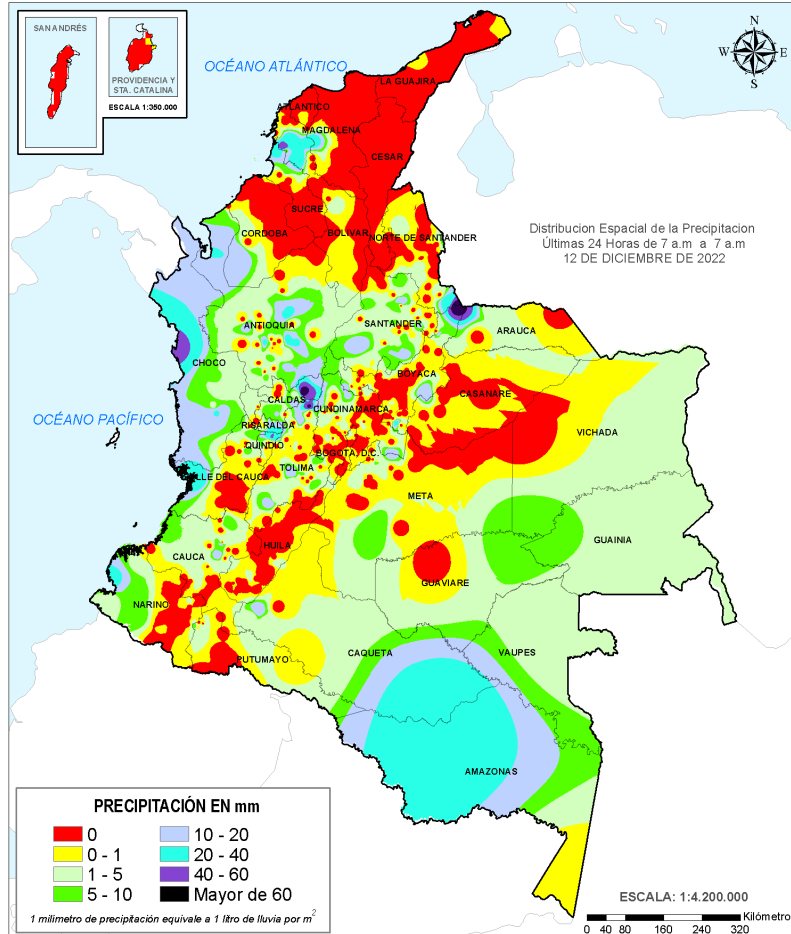 SAN ANDRÉS
PROVIDENCIA Y
STA. CATALINA
ESCALA 1:350.000
OCÉANO ATLÁNTICO
N
W
E
S
LA GUAJIRA
ATLANTICO
MAGDALENA
CESAR
SUCRE
CORDOBA
BOLIVAR
NORTE DE SANTANDER
Distribucion Espacial de la Precipitacion
Últimas 24 Horas de 7 a.m a 7 a.m
12 DE DICIEMBRE DE 2022
ANTIOQUIA
SANTANDER
ARAUCA
CHOCO
BOYACA
CASANARE
CALDAS
CUNDINAMARCA
OCÉANO PACÍFICO
RISARALDA
VICHADA
QUINDIO
BOGOTA, D.C.
TOLIMA
LLE DEL CAUCA
META
GUAINIA
CAUCA
HUILA
GUAVIARE
NARIÑO
PUTUMAYO
CAQUETA
VAUPES
AMAZONAS
PRECIPITACIÓN EN mm
0
0 - 1
1 - 5
5 - 10
10 - 20
20 - 40
40 - 60
Mayor de 60
1 milimetro de precipitación equivale a 1 litro de lluvia por m2
ESCALA: 1:4.200.000
0 40 80 160 240 320 Kilómetro